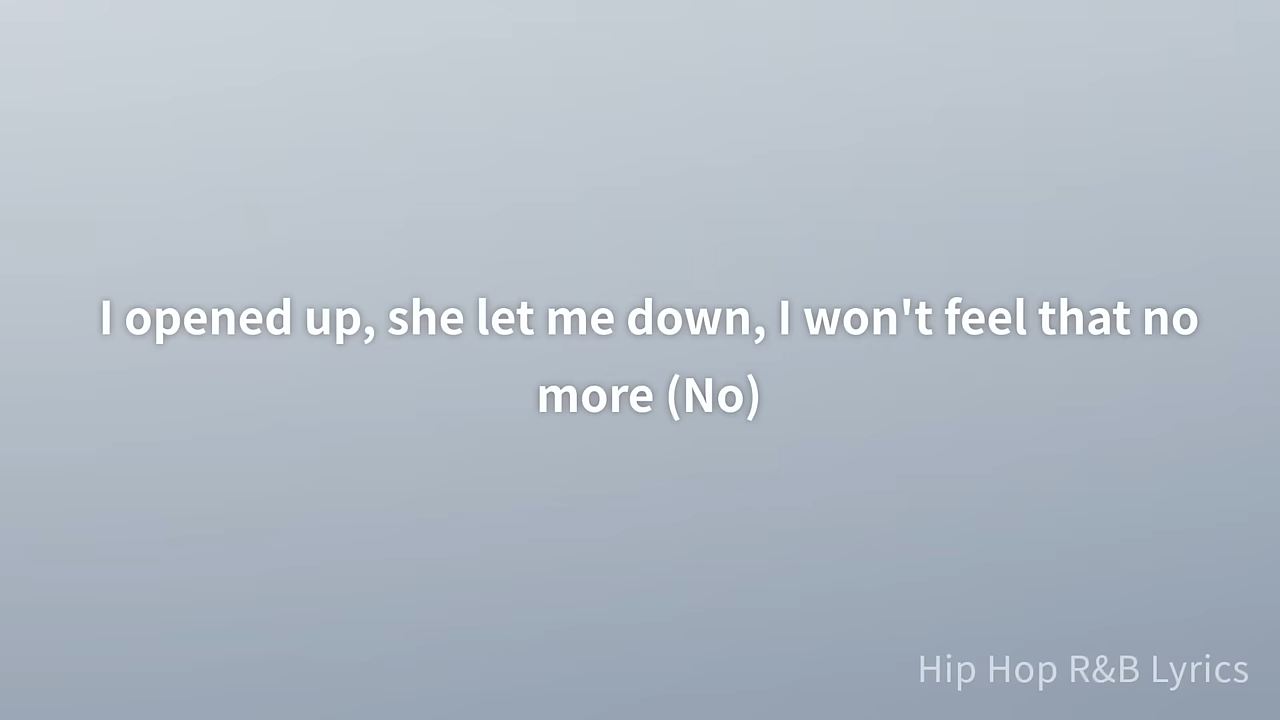 I opened up, she let me down, I won't feel that no
more (No)
Hip Hop R&B Lyrics